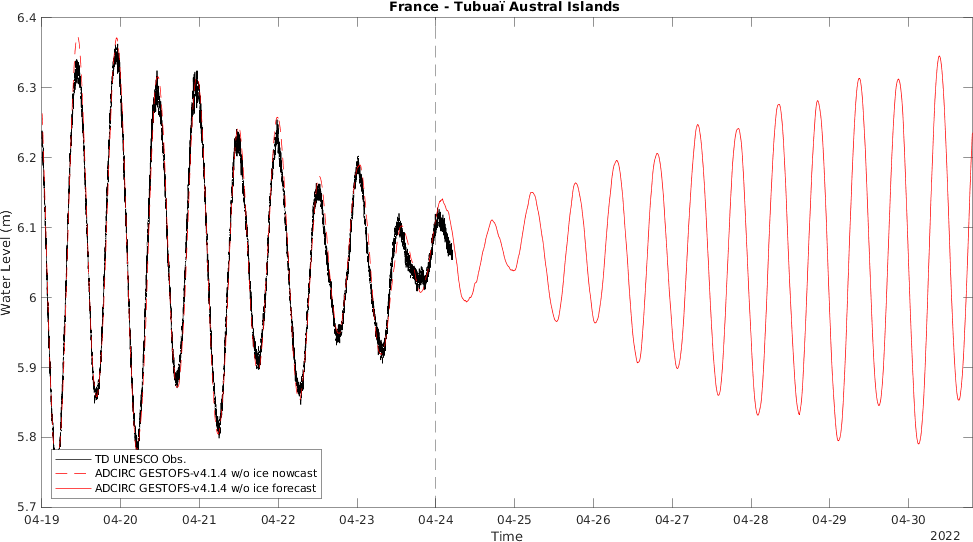 France - Tubuaï Austral Islands
Water Level (m)
6.4
6.3
6.2
6.1
6
5.9
5.8
5.7
TD UNESCO Obs.
ADCIRC GESTOFS-v4.1.4 w/o ice nowcast
ADCIRC GESTOFS-v4.1.4 w/o ice forecast
04-19 04-20 04-21 04-22 04-23 04-24 04-25 04-26 04-27 04-28 04-29 04-30
Time
2022